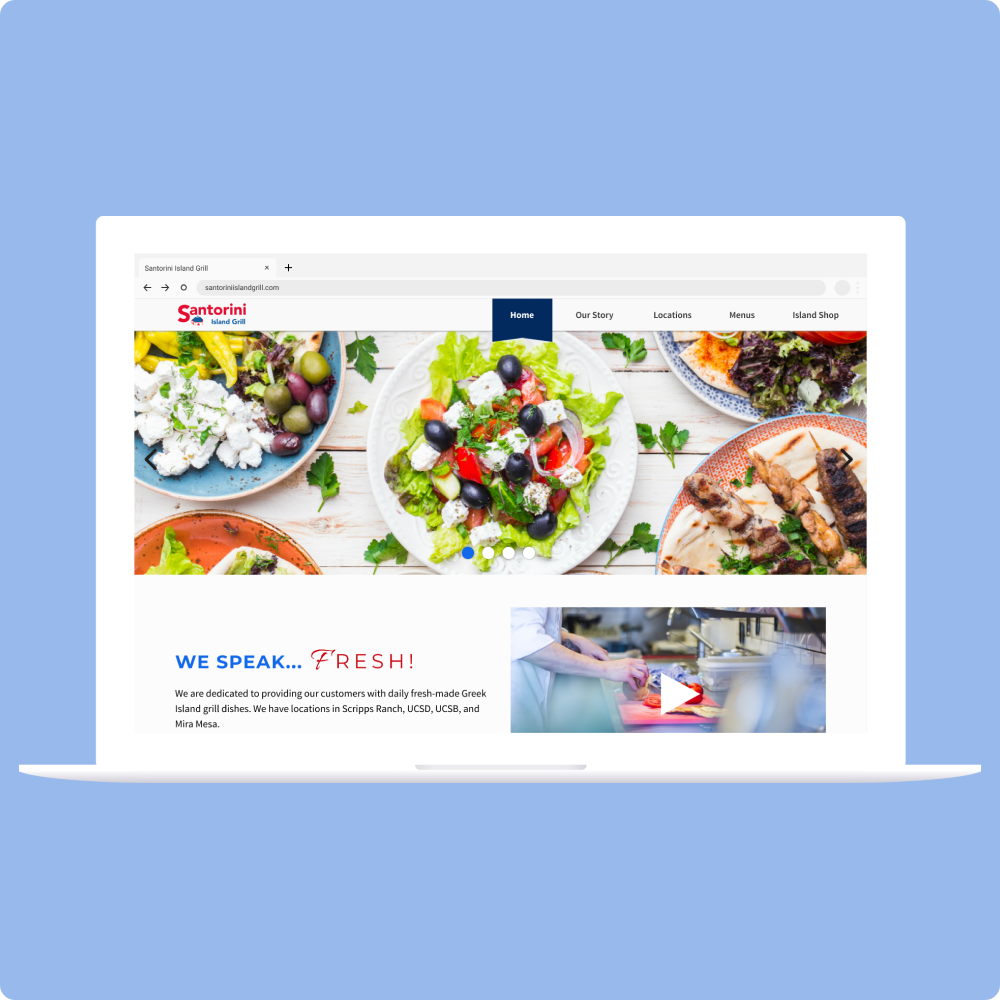 Santorini Island Grill
santoriniislandgrill.com
Santorini
Island Grill
Home Our Story Locations Menus Island Shop
WE SPEAK... FRESH!
We are dedicated to providing our customers with daily fresh-made Greek
Island grill dishes. We have locations in Scripps Ranch, UCSD, UCSB, and
Mira Mesa.